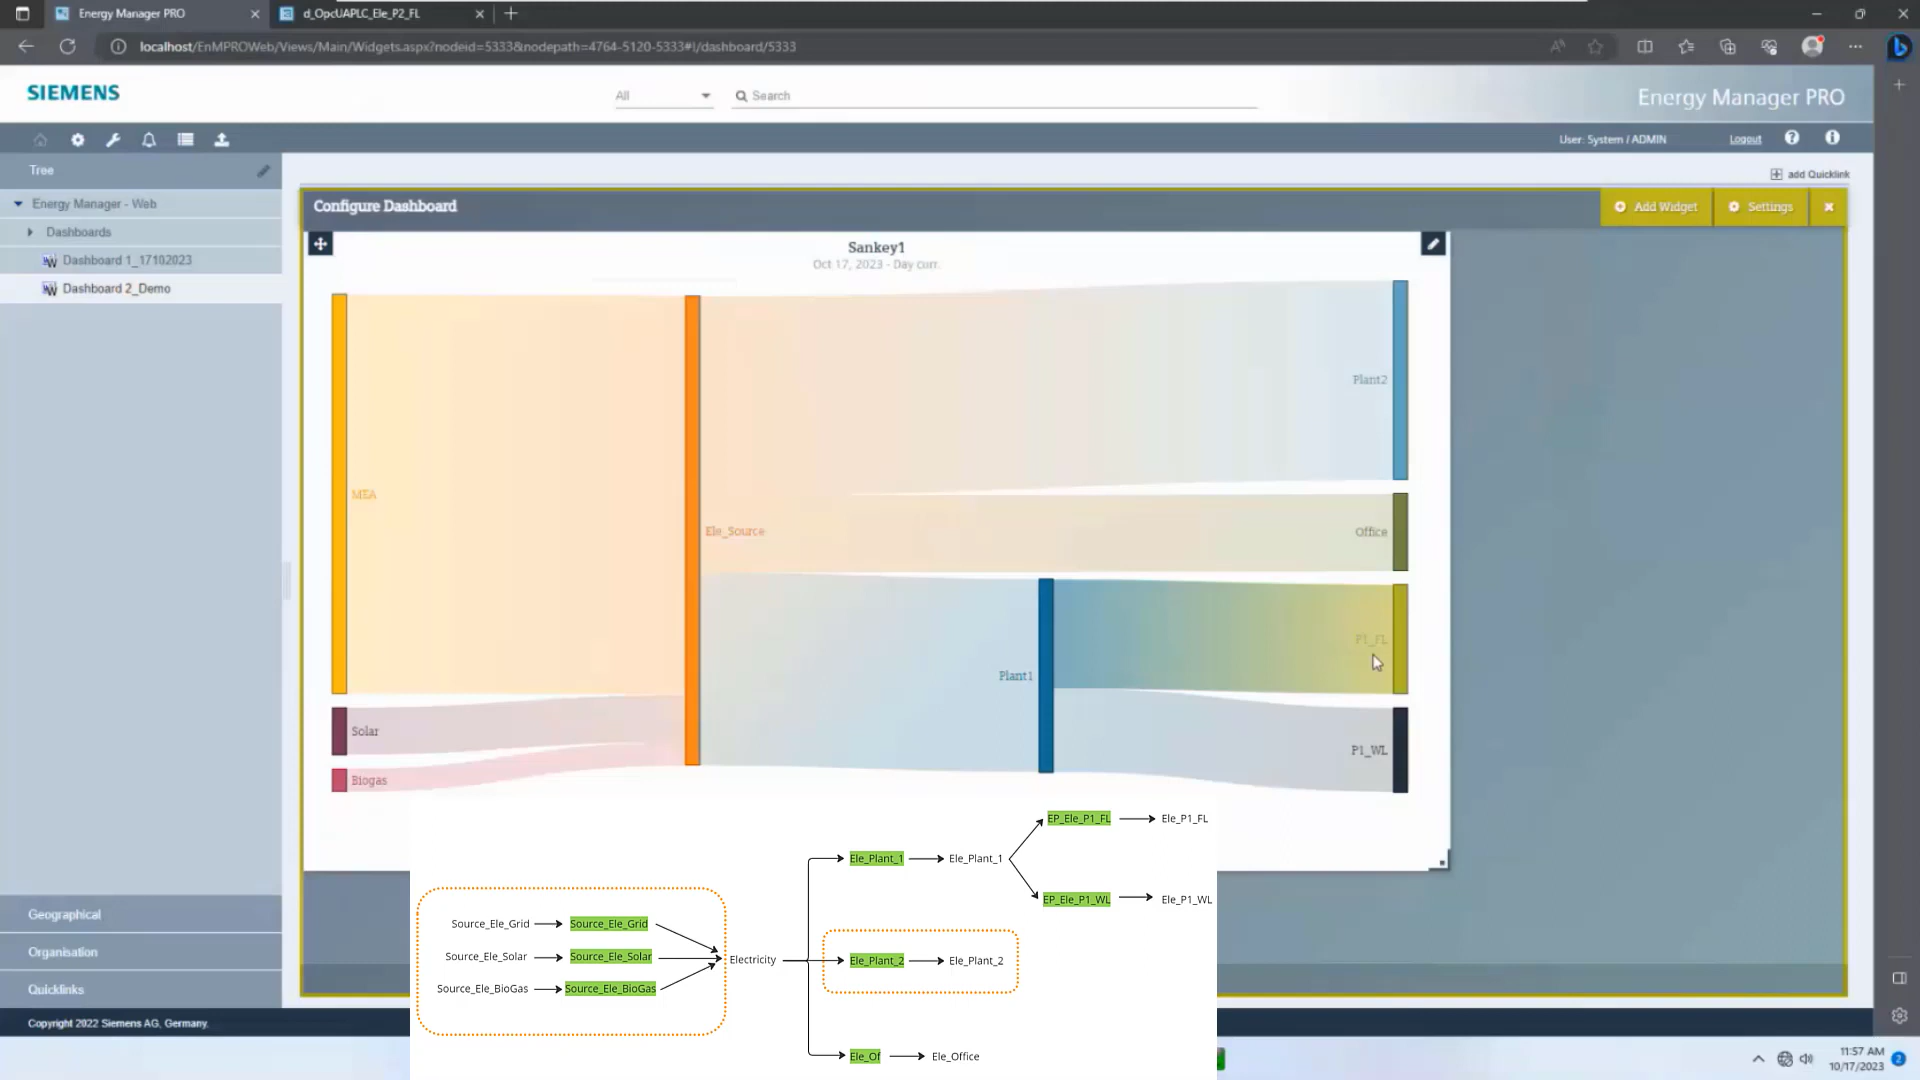 Energy Manager PRO
d_OpcUAPLC_Ele_P2_FL
localhost/EnMPROWeb/Views/Main/Widgets.aspx?nodeid=5333&nodepath=4764-5120-5333#!/dashboard/5333
SIEMENS
All
Search
Energy Manager PRO
User: System / ADMIN
Logout
Tree
add Quicklink
Energy Manager - Web
Configure Dashboard
Add Widget
Settings
Dashboards
Sankey1
Dashboard 1_17102023
Oct 17, 2023 - Day curr.
Dashboard 2_Demo
Plant2
MEA
Ele_Source
Office
P1_FL
Plant1
Solar
P1_WL
Biogas
EP_Ele_P1_FL
Ele_P1_FL
Ele_Plant_1
Ele_Plant_1
EP_Ele_P1_WL
Ele_P1_WL
Geographical
Source_Ele_Grid
Source_Ele_Grid
Organisation
Source_Ele_Solar
Source_Ele_Solar
Electricity
Ele_Plant_2
Ele_Plant_2
Quicklinks
Source_Ele_BioGas
Source_Ele_BioGas
Copyright 2022 Siemens AG, Germany.
Ele_Of
Ele_Office
11:57 AM
10/17/2023
2